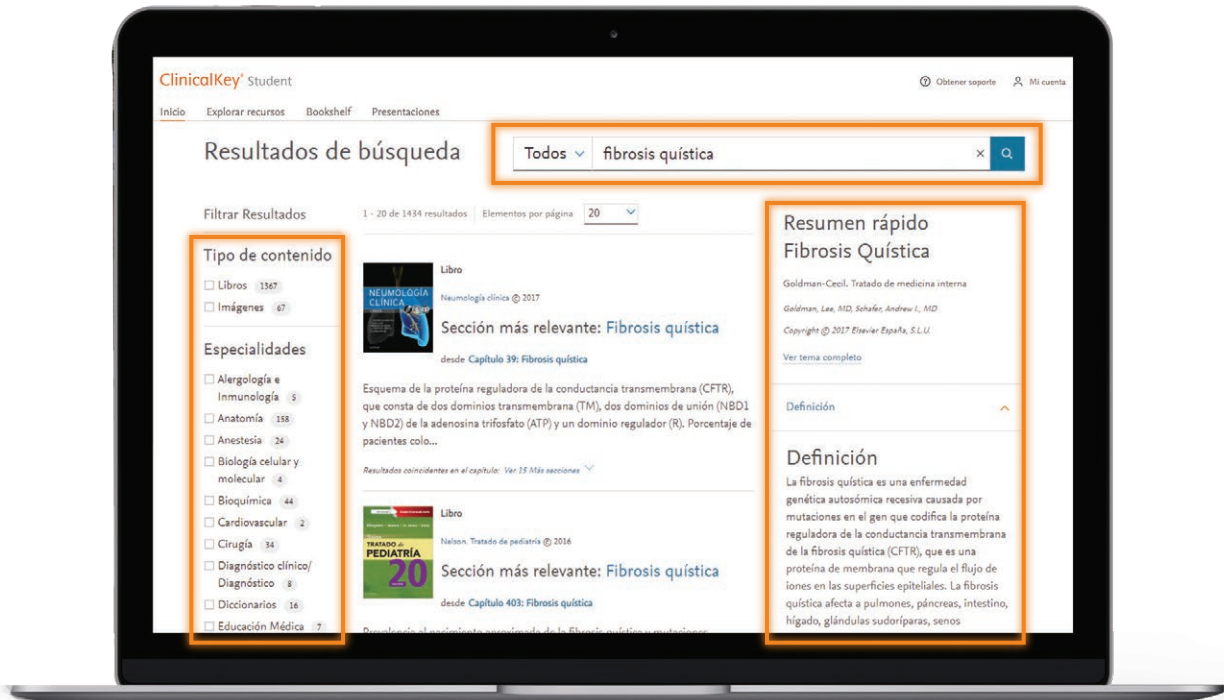 ClinicalKey® Student
Obtener soporte
Mi cuenta
Inicio Explorar recursos Bookshelf Presentaciones
Resultados de búsqueda
Todos fibrosis quística ×
Filtrar Resultados
Tipo de contenido
Libros 1367
Imágenes 67
Especialidades
Alergología e
Inmunología 5
Anatomía 158
Anestesia 24
Biología celular y
molecular 4
Bioquímica 44
Cardiovascular 2
Cirugía 34
Diagnóstico clínico/
Diagnóstico 8
Diccionarios 16
Educación Médica 7
1 - 20 de 1434 resultados Elementos por página 20
NEUMOLOGÍA
CLÍNICA
Libro
Neumología clínica © 2017
Sección más relevante: Fibrosis quística
desde Capítulo 39: Fibrosis quística
Esquema de la proteína reguladora de la conductancia transmembrana (CFTR),
que consta de dos dominios transmembrana (TM), dos dominios de unión (NBD1
y NBD2) de la adenosina trifosfato (ATP) y un dominio regulador (R). Porcentaje de
pacientes colo...
Resultados coincidentes en el capítulo: Ver 15 Más secciones
TRATADO de
PEDIATRÍA
20
Libro
Nelson. Tratado de pediatría © 2016
Sección más relevante: Fibrosis quística
desde Capítulo 403: Fibrosis quística
Prevalencia al nacimiento aproximada de la fibrosis quística y mutaciones
Resumen rápido
Fibrosis Quística
Goldman-Cecil. Tratado de medicina interna
Goldman, Lee, MD, Schafer, Andrew I., MD
Copyright © 2017 Elsevier España, S.L.U.
Ver tema completo
Definición
Definición
La fibrosis quística es una enfermedad
genética autosómica recesiva causada por
mutaciones en el gen que codifica la proteína
reguladora de la conductancia transmembrana
de la fibrosis quística (CFTR), que es una
proteína de membrana que regula el flujo de
iones en las superficies epiteliales. La fibrosis
quística afecta a pulmones, páncreas, intestino,
hígado, glándulas sudoríparas, senos